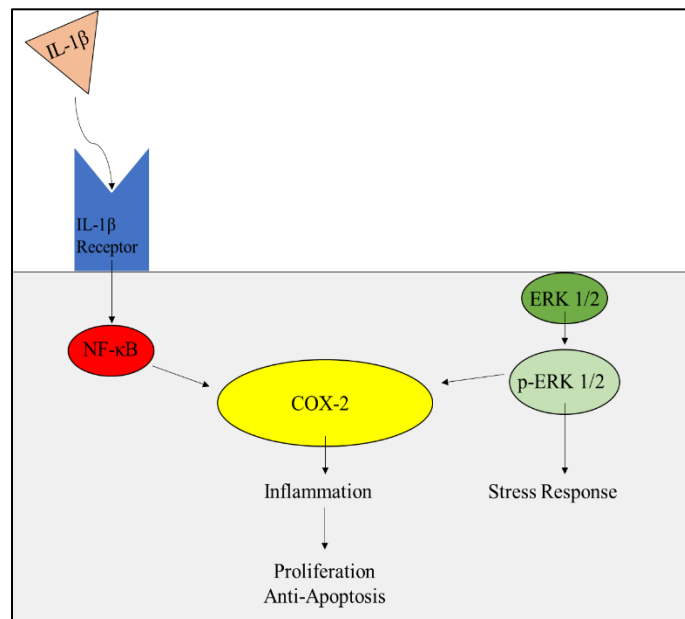 IL-1β
IL-1β
Receptor
ERK 1/2
NF-κB
p-ERK 1/2
COX-2
Inflammation
Stress Response
Proliferation
Anti-Apoptosis